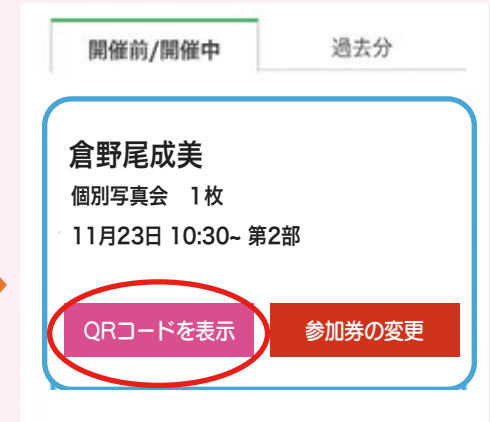 開催前/開催中 過去分
倉野尾成美
個別写真会 1枚
11月23日 10:30~ 第2部
QRコードを表示 参加券の変更